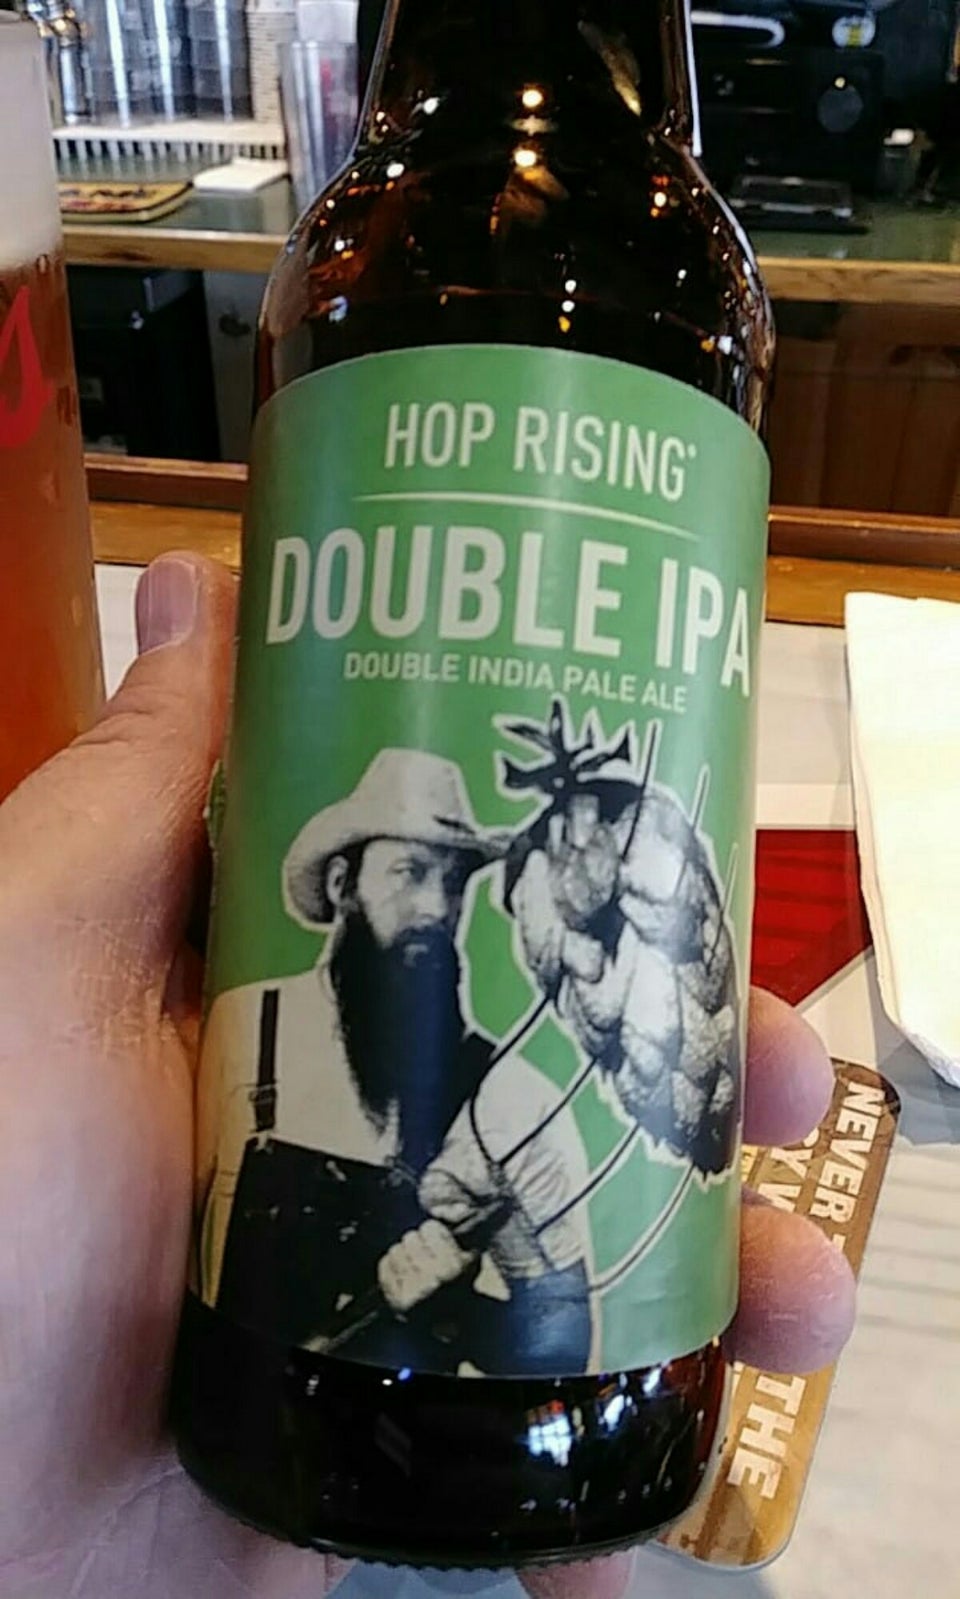 HOP RISING
DOUBLE IPA
DOUBLE INDIA PALE ALE
NEVER
THE